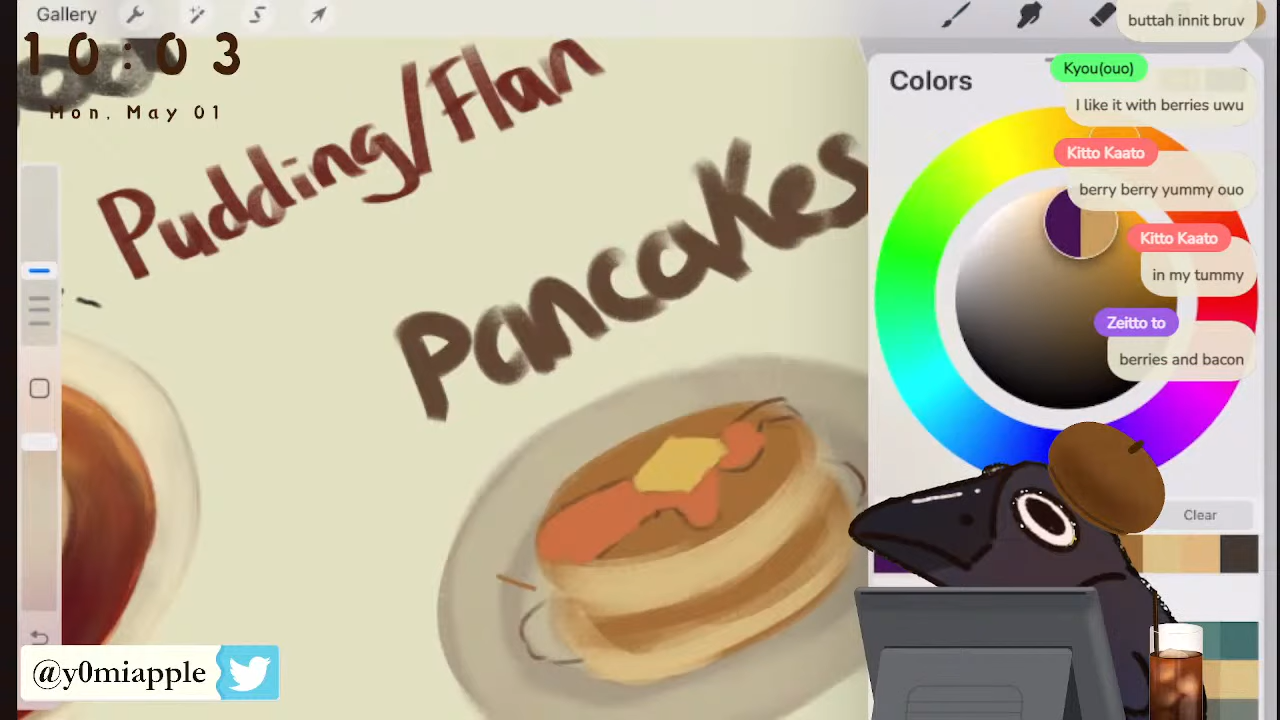 Gallery
10:03
Mon, May 01
Pudding/Flan
Pancakes
Colors
buttah innit bruv
Kyou(ouo)
I like it with berries uwu
Kitto Kaato
berry berry yummy ouo
Kitto Kaato
in my tummy
Zeitto to
berries and bacon
Clear
@y0miapple